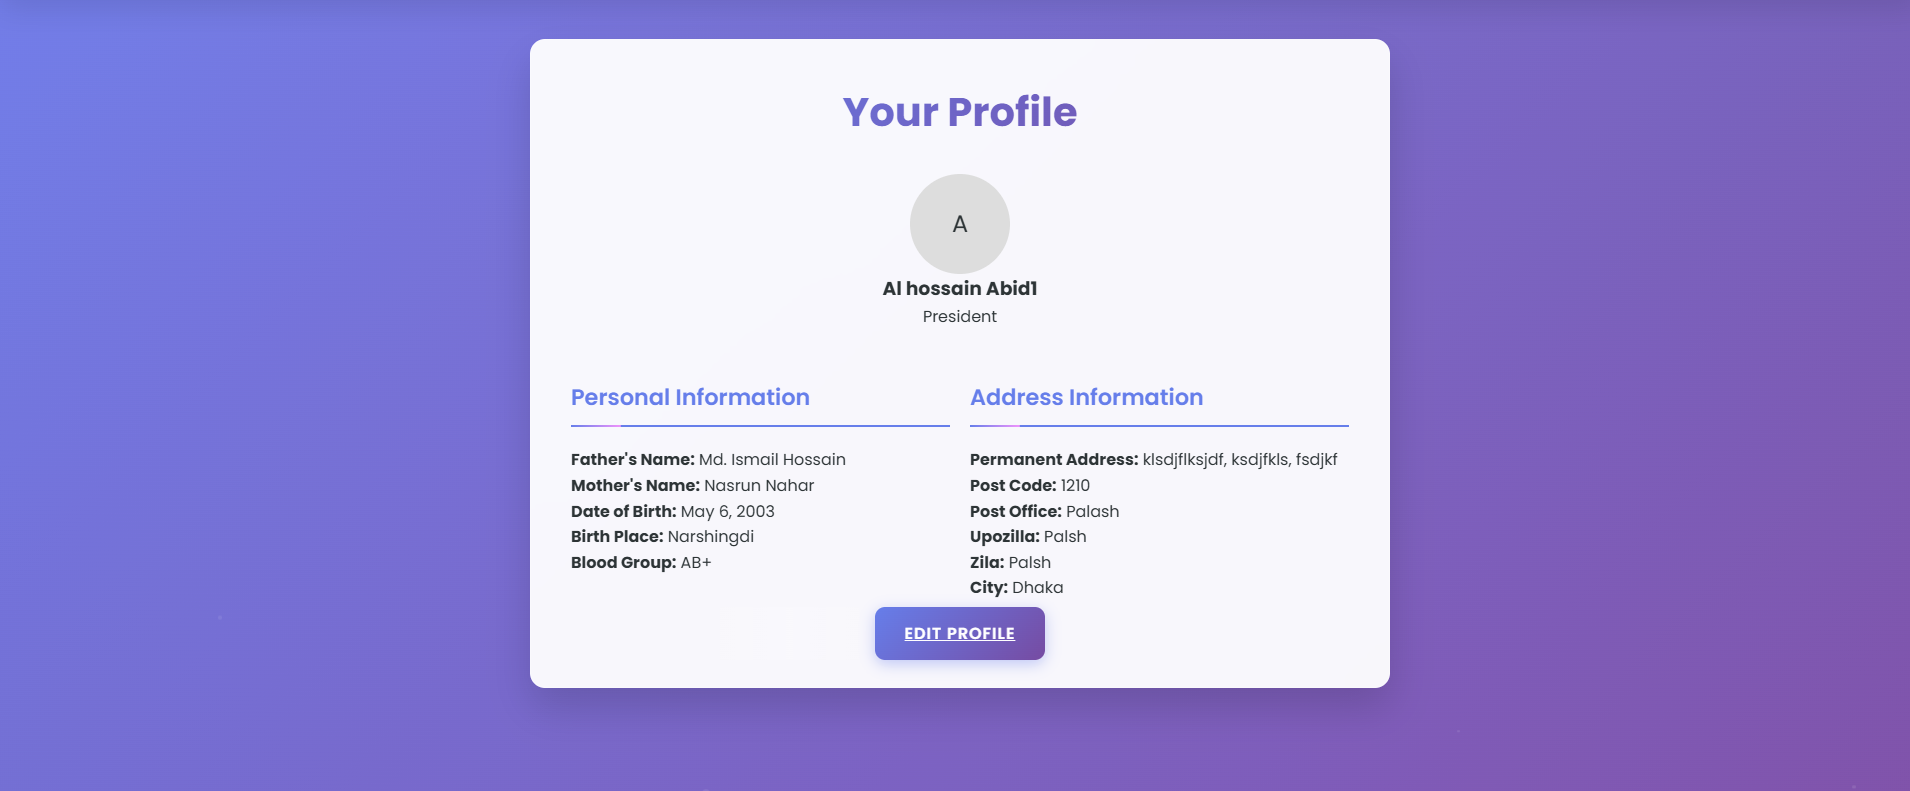 Your Profile
A
Al hossain Abid1
President
Personal Information
Father's Name: Md. Ismail Hossain
Mother's Name: Nasrun Nahar
Date of Birth: May 6, 2003
Birth Place: Narshingdi
Blood Group: AB+
Address Information
Permanent Address: klsdjflksjdf, ksdjfkls, fsdjkf
Post Code: 1210
Post Office: Palash
Upozilla: Palsh
Zila: Palsh
City: Dhaka
EDIT PROFILE